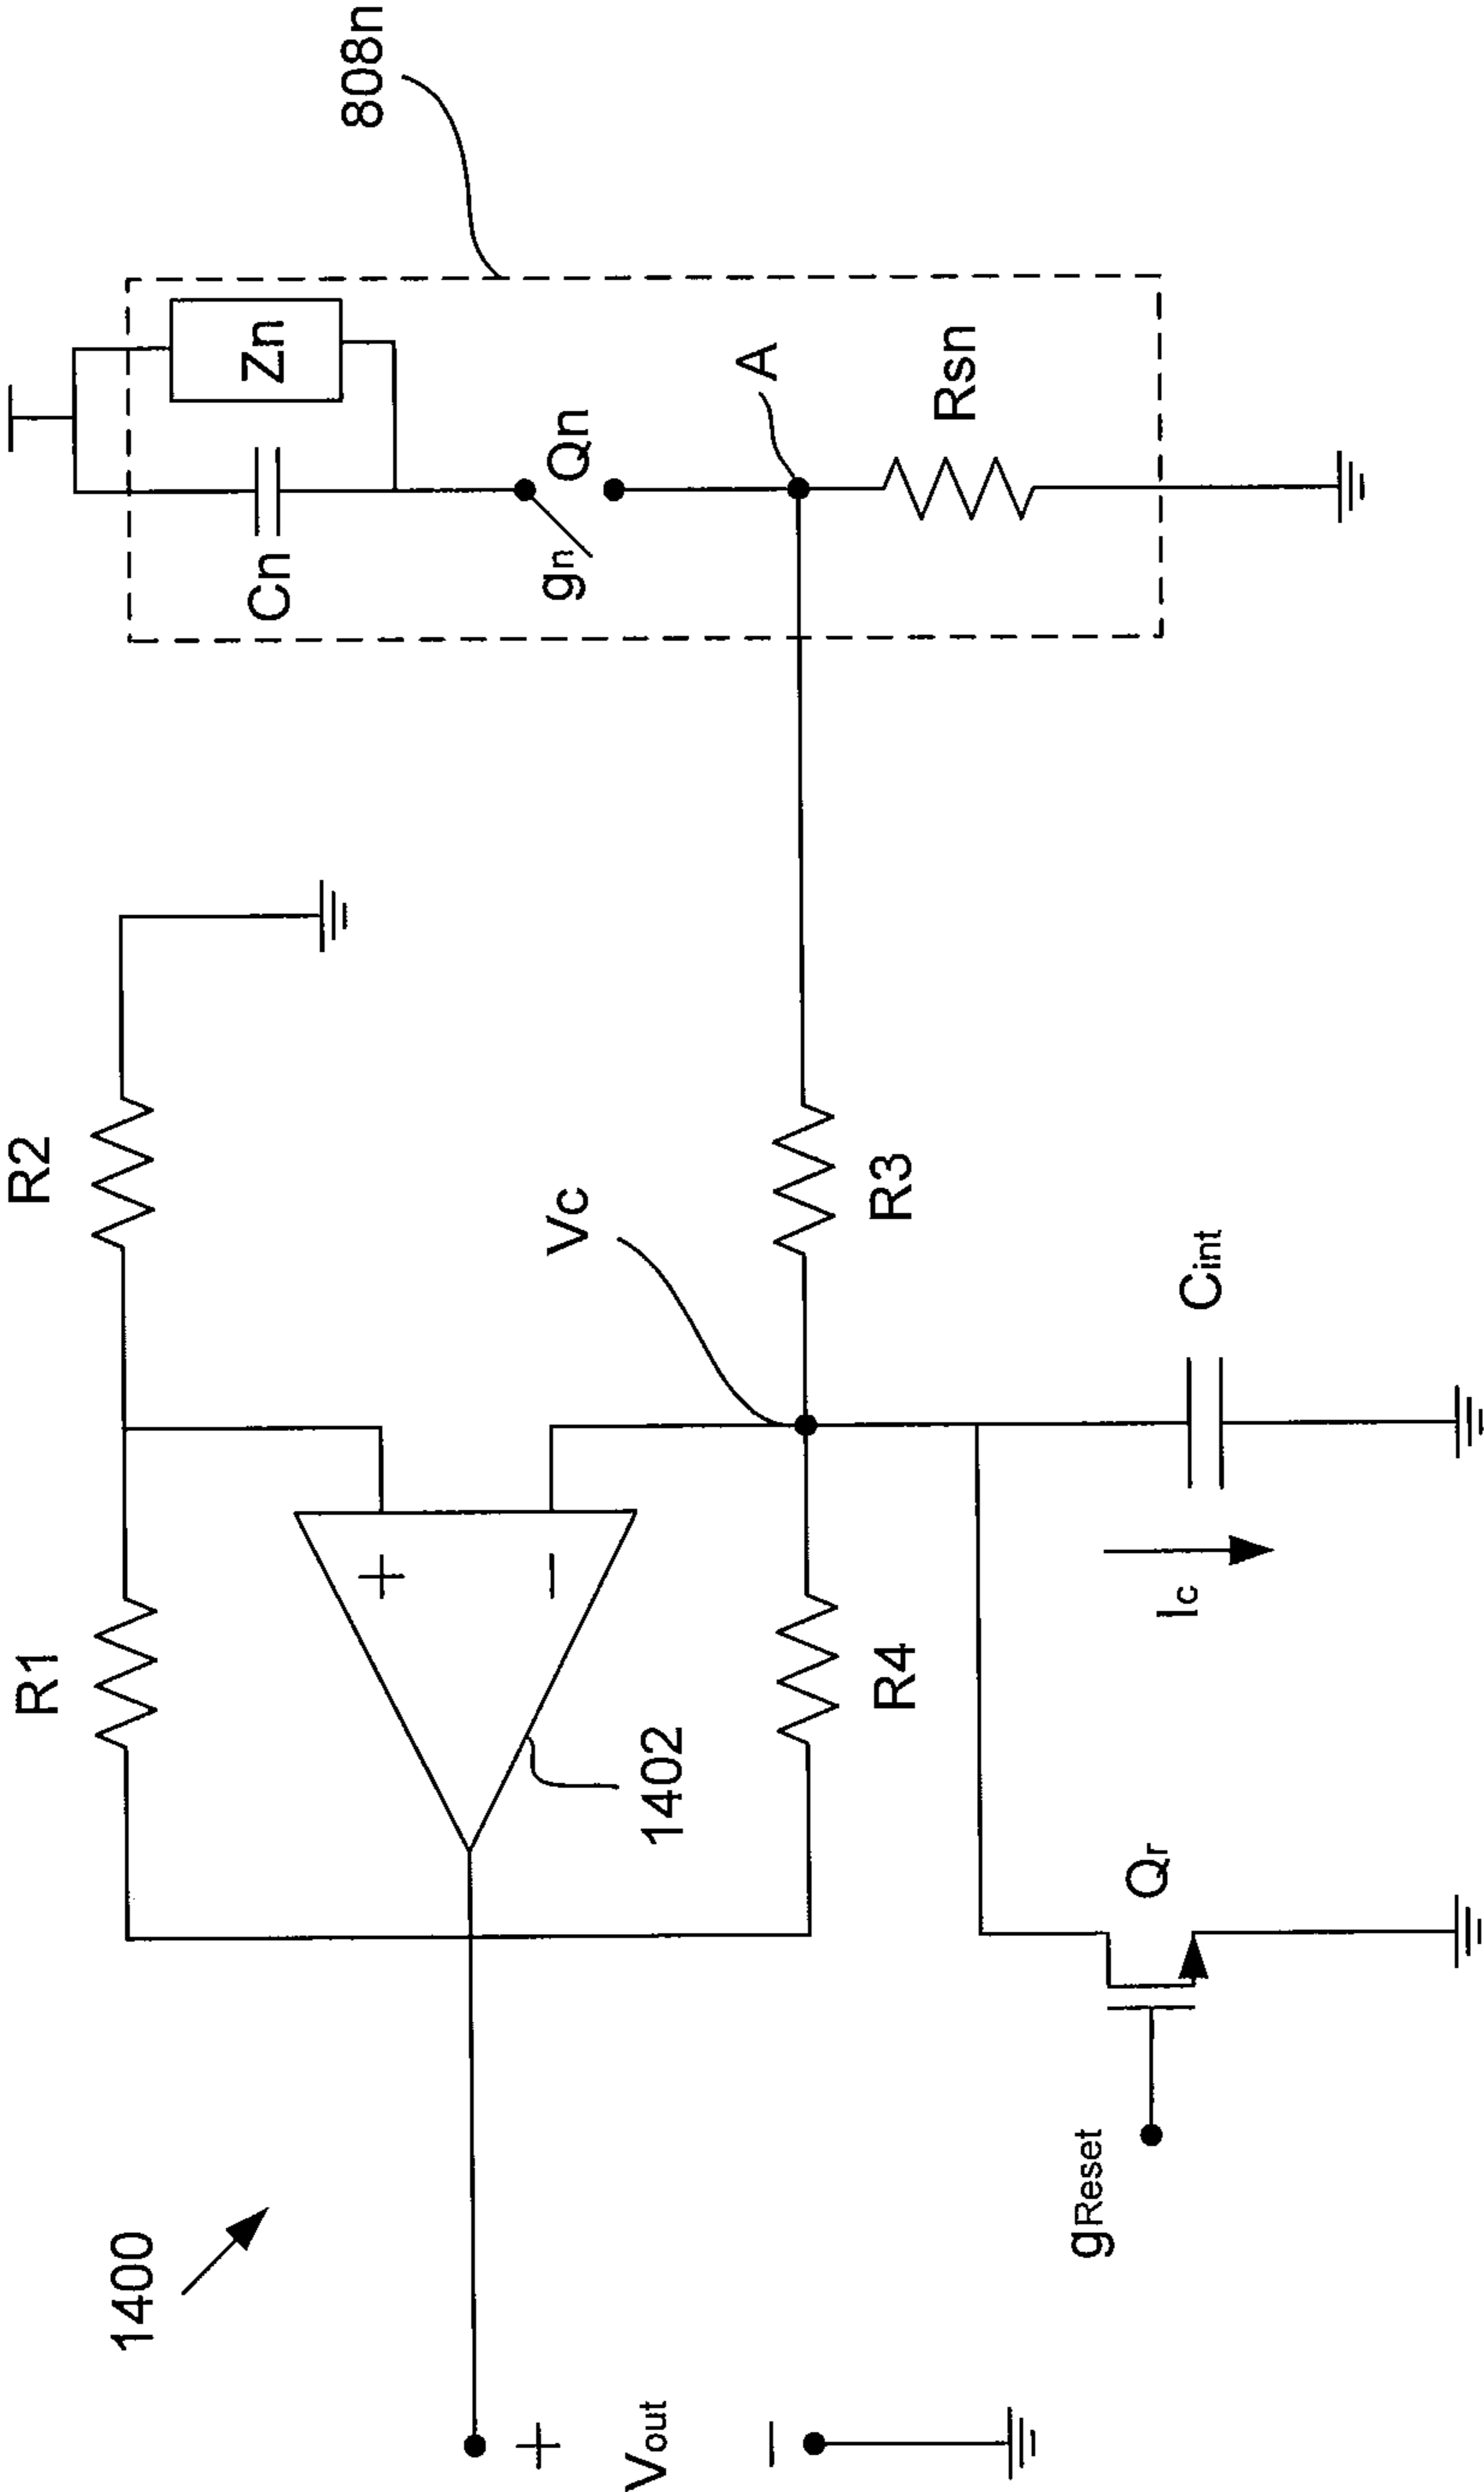 808n
Zn
Cn
Qn
gn
A
Rsn
R2
R3
Vc
Cint
R1
+
−
R4
1402
Ic
Qr
gReset
1400
+
Vout
−